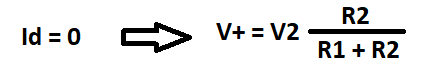 Id = 0 V+ = V2 R2
R1 + R2